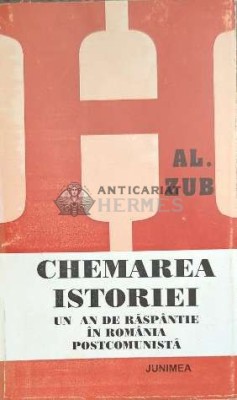 AL.
ZUB
ANTICARIAT
HERMES
CHEMAREA
ISTORIEI
UN AN DE RĂSPÂNTIE
ÎN ROMÂNIA
POSTCOMUNISTĂ
JUNIMEA